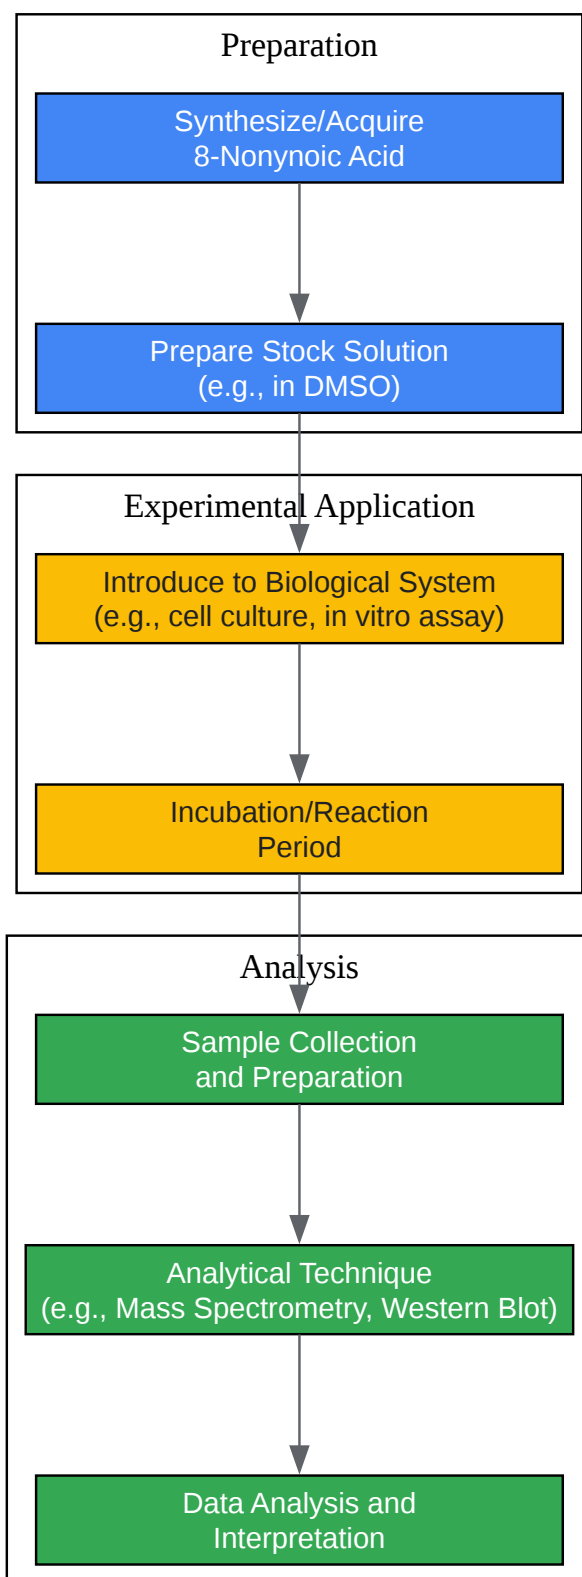 Preparation
Synthesize/Acquire
8-Nonynoic Acid
Prepare Stock Solution
(e.g., in DMSO)
Experimental Application
Introduce to Biological System
(e.g., cell culture, in vitro assay)
Incubation/Reaction
Period
Analysis
Sample Collection
and Preparation
Analytical Technique
(e.g., Mass Spectrometry, Western Blot)
Data Analysis and
Interpretation